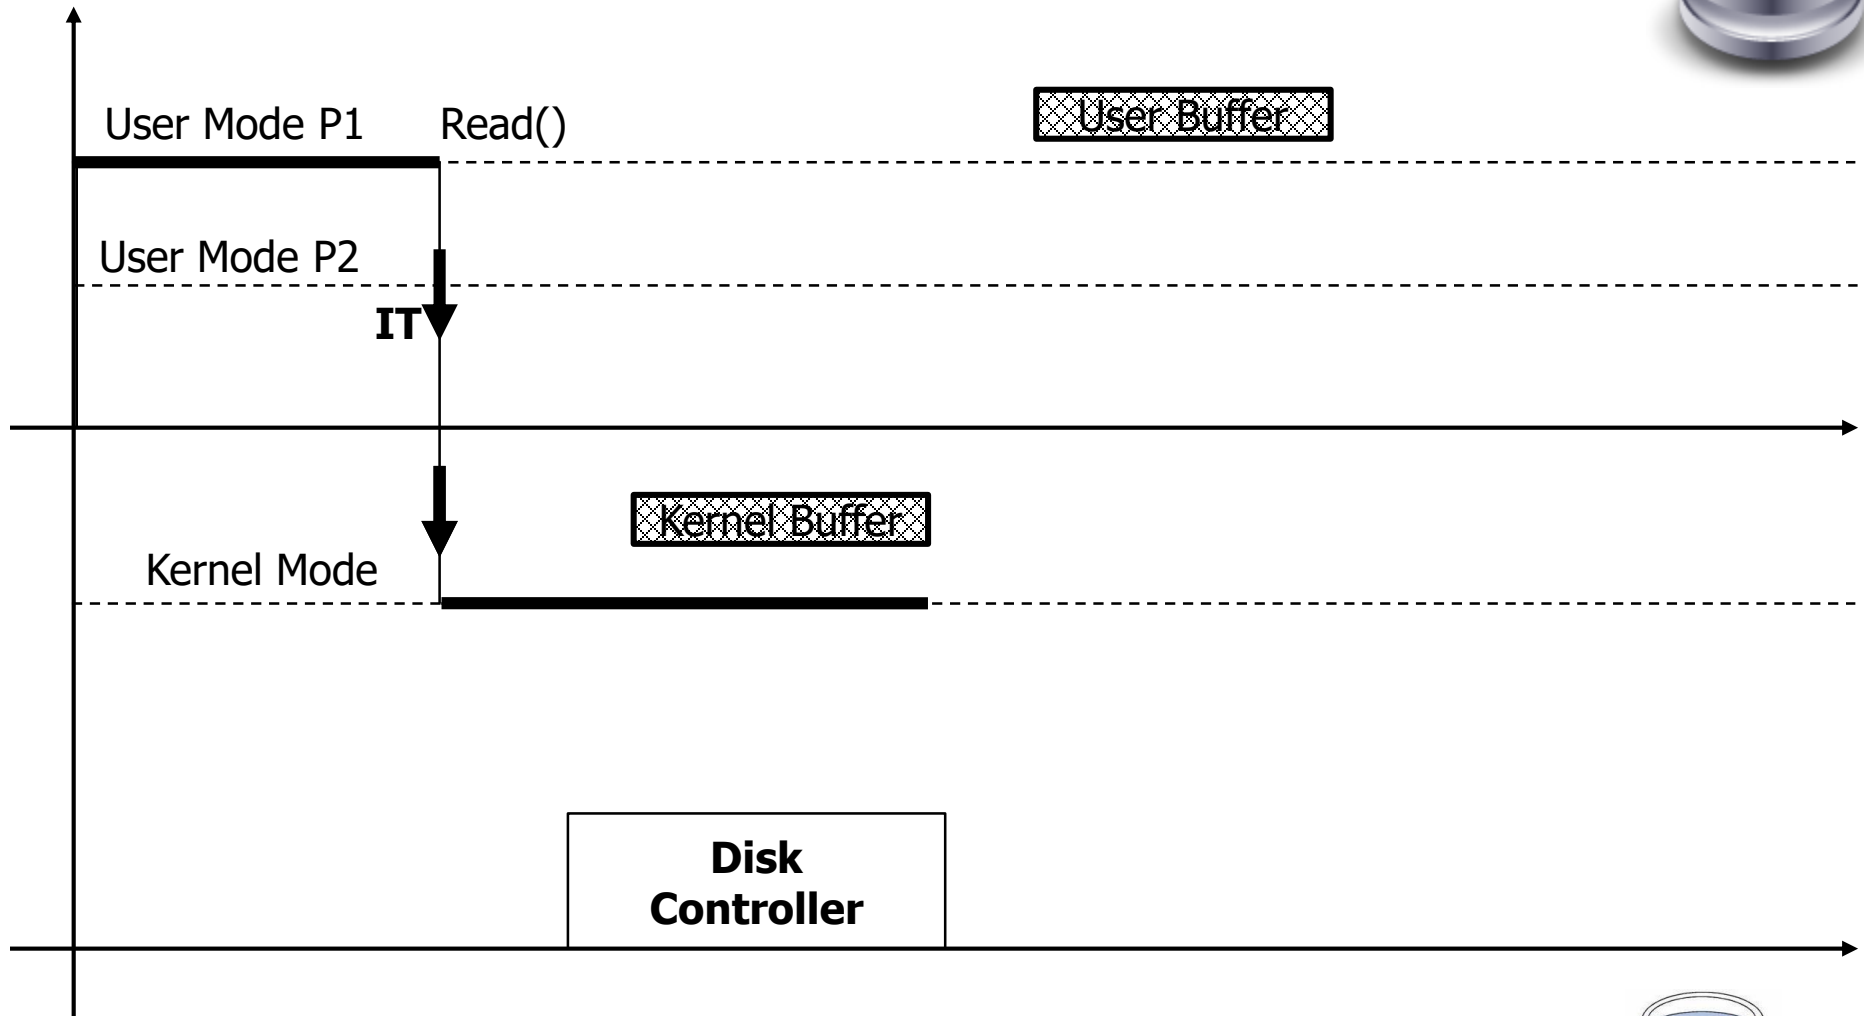 User Mode P1
Read()
User Buffer
User Mode P2
IT
Kernel Buffer
Kernel Mode
Disk
Controller